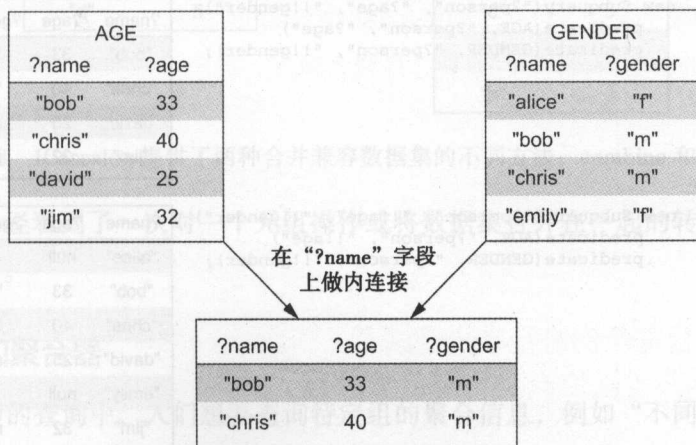 AGE
?name ?age
"bob" 33
"chris" 40
"david" 25
"jim" 32
GENDER
?name ?gender
"alice" "f"
"bob" "m"
"chris" "m"
"emily" "f"
在 "?name" 字段
上做内连接
?name ?age ?gender
"bob" 33 "m"
"chris" 40 "m"